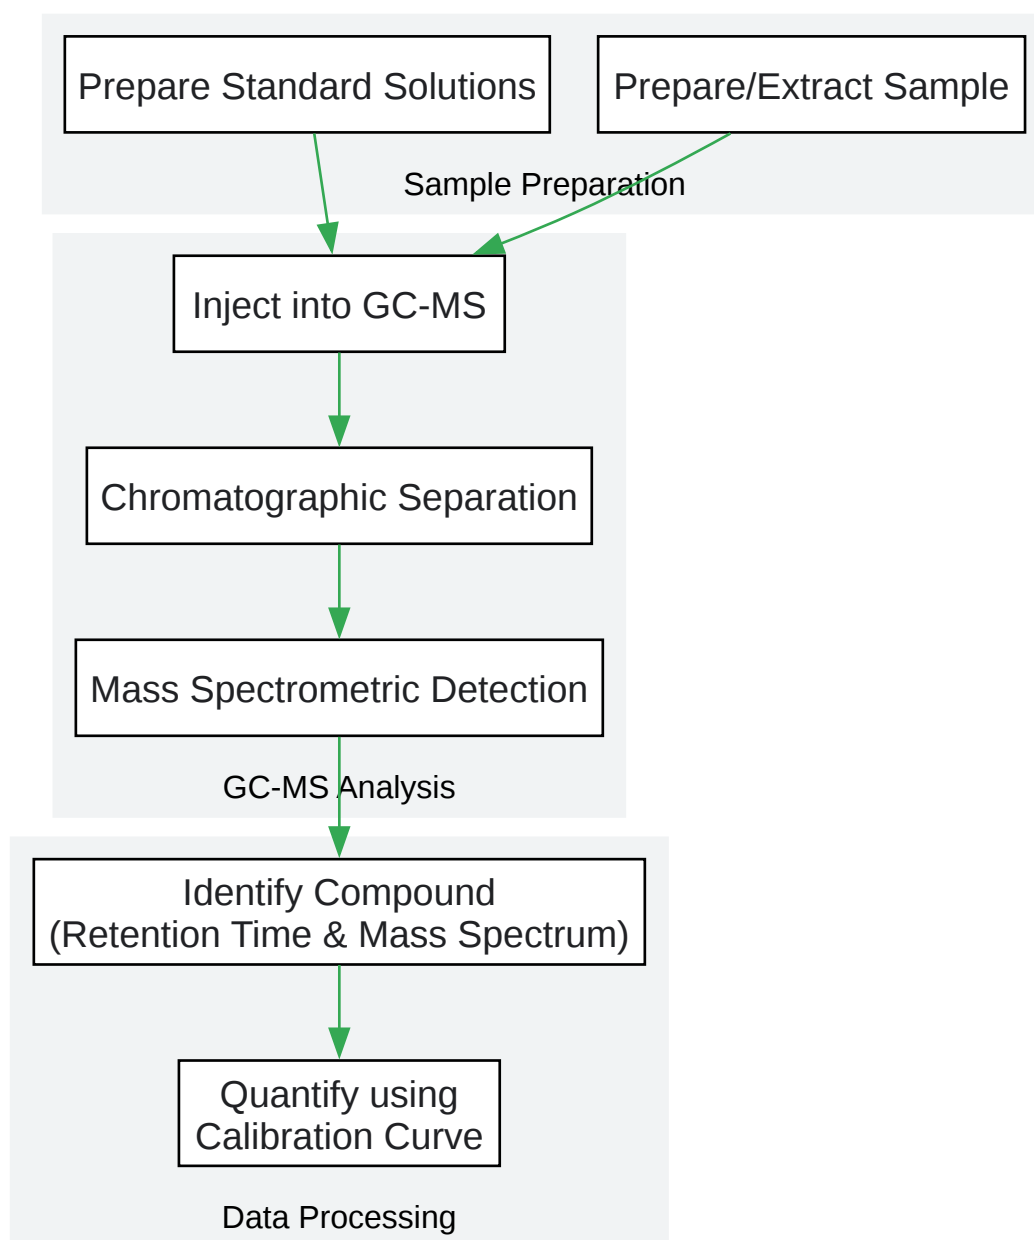 Prepare Standard Solutions
Prepare/Extract Sample
Sample Preparation
Inject into GC-MS
Chromatographic Separation
Mass Spectrometric Detection
GC-MS Analysis
Identify Compound
(Retention Time & Mass Spectrum)
Quantify using
Calibration Curve
Data Processing